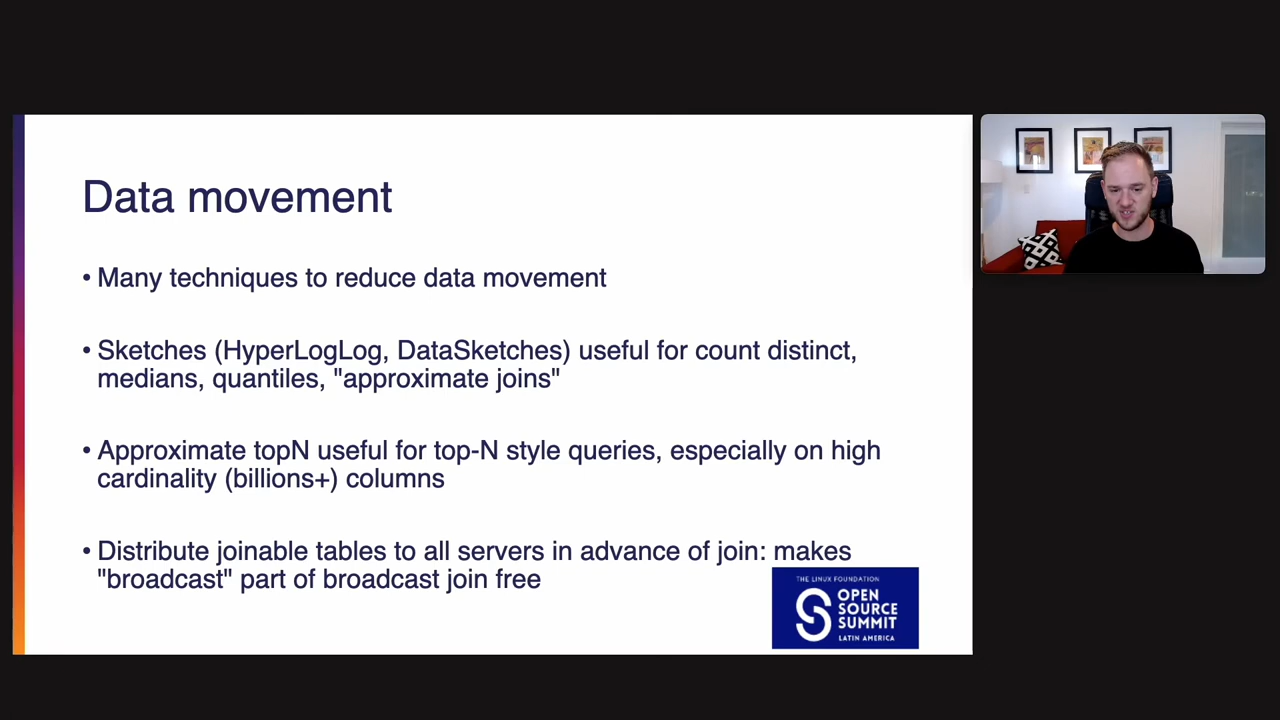 Data movement
• Many techniques to reduce data movement
• Sketches (HyperLogLog, DataSketches) useful for count distinct,
medians, quantiles, "approximate joins"
• Approximate topN useful for top-N style queries, especially on high
cardinality (billions+) columns
• Distribute joinable tables to all servers in advance of join: makes
"broadcast" part of broadcast join free
THE LINUX FOUNDATION
OPEN
SOURCE
SUMMIT
LATIN AMERICA